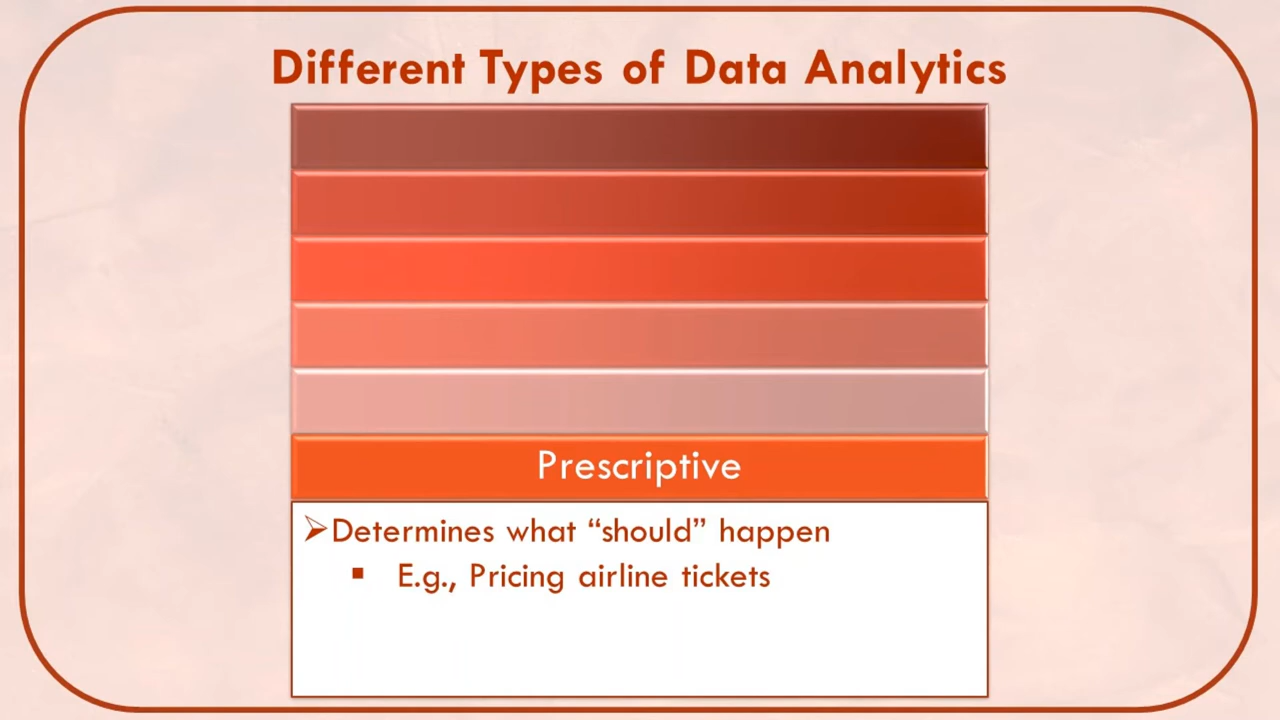 Different Types of Data Analytics
Prescriptive
➢Determines what “should” happen
▪ E.g., Pricing airline tickets